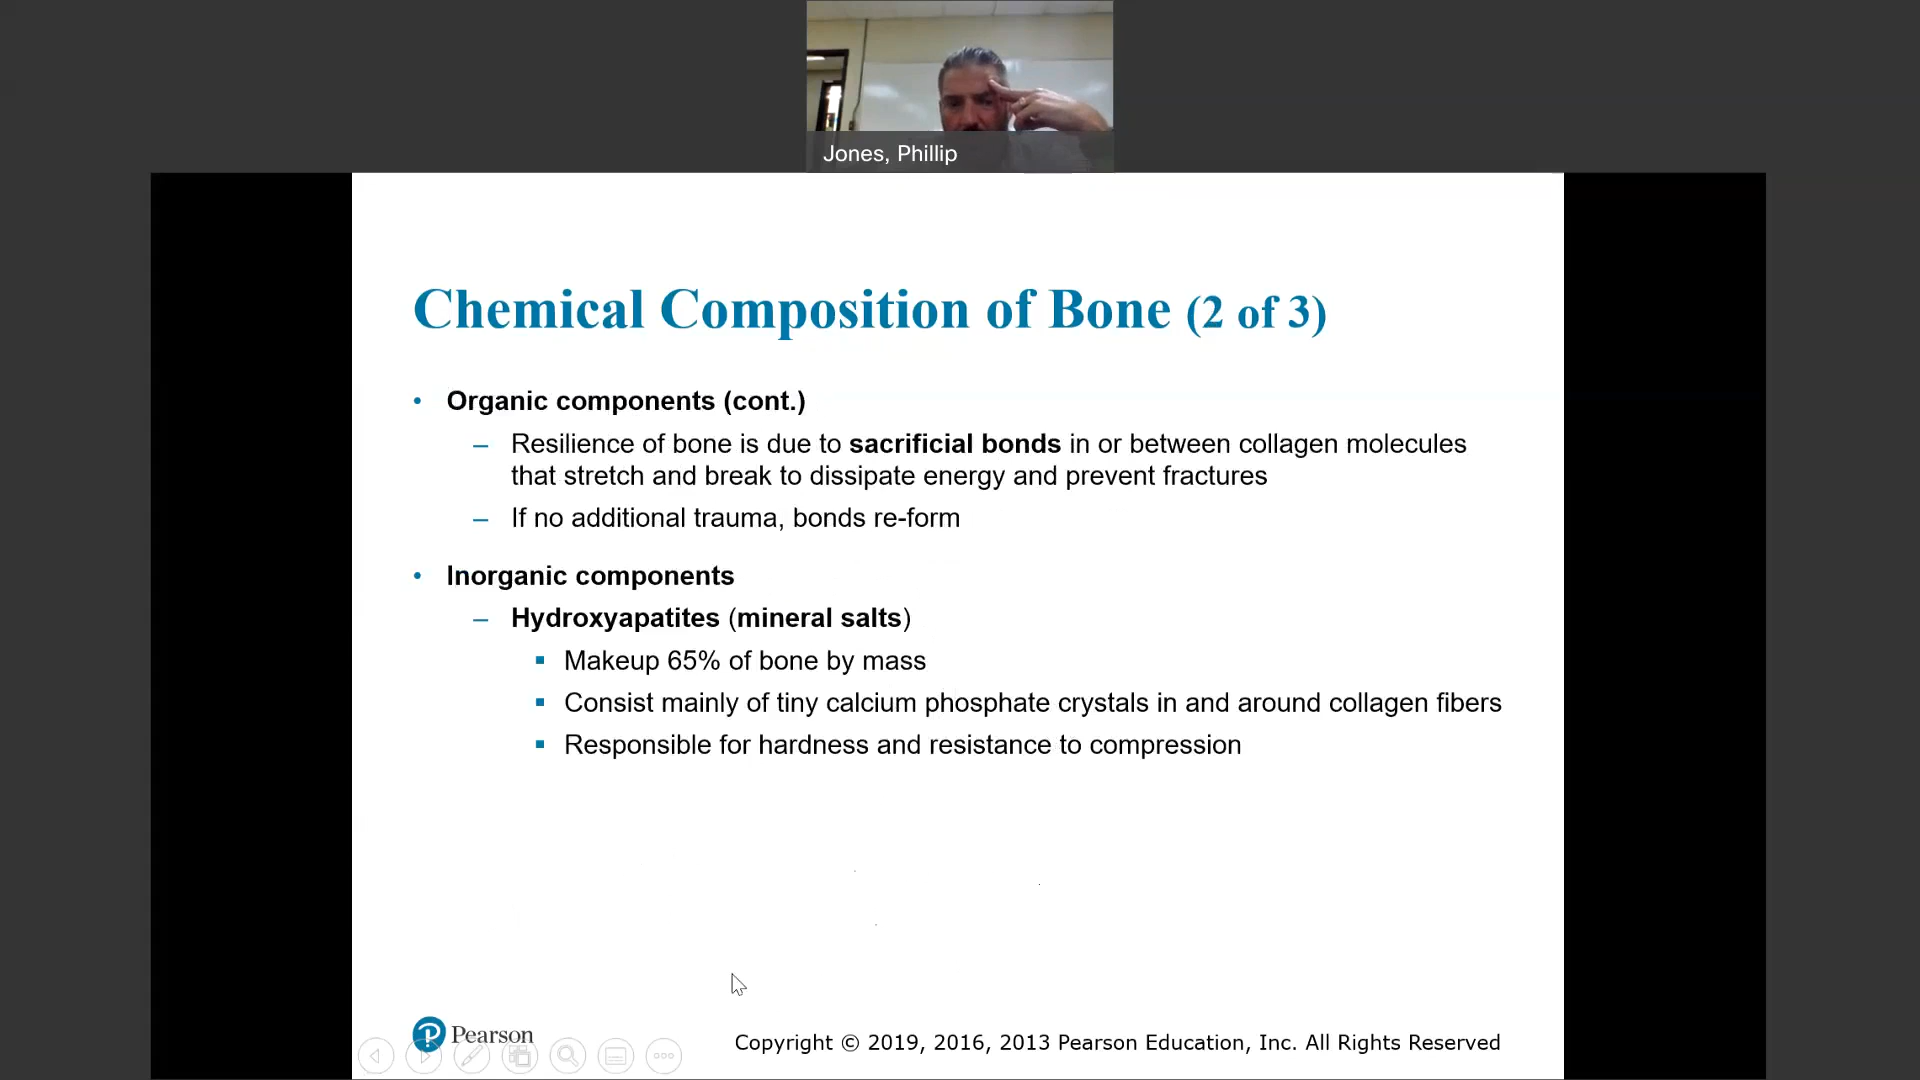 Jones, Phillip
Chemical Composition of Bone (2 of 3)
• Organic components (cont.)
– Resilience of bone is due to sacrificial bonds in or between collagen molecules
that stretch and break to dissipate energy and prevent fractures
– If no additional trauma, bonds re-form
• Inorganic components
– Hydroxyapatites (mineral salts)
▪ Makeup 65% of bone by mass
▪ Consist mainly of tiny calcium phosphate crystals in and around collagen fibers
▪ Responsible for hardness and resistance to compression
Pearson
Copyright © 2019, 2016, 2013 Pearson Education, Inc. All Rights Reserved